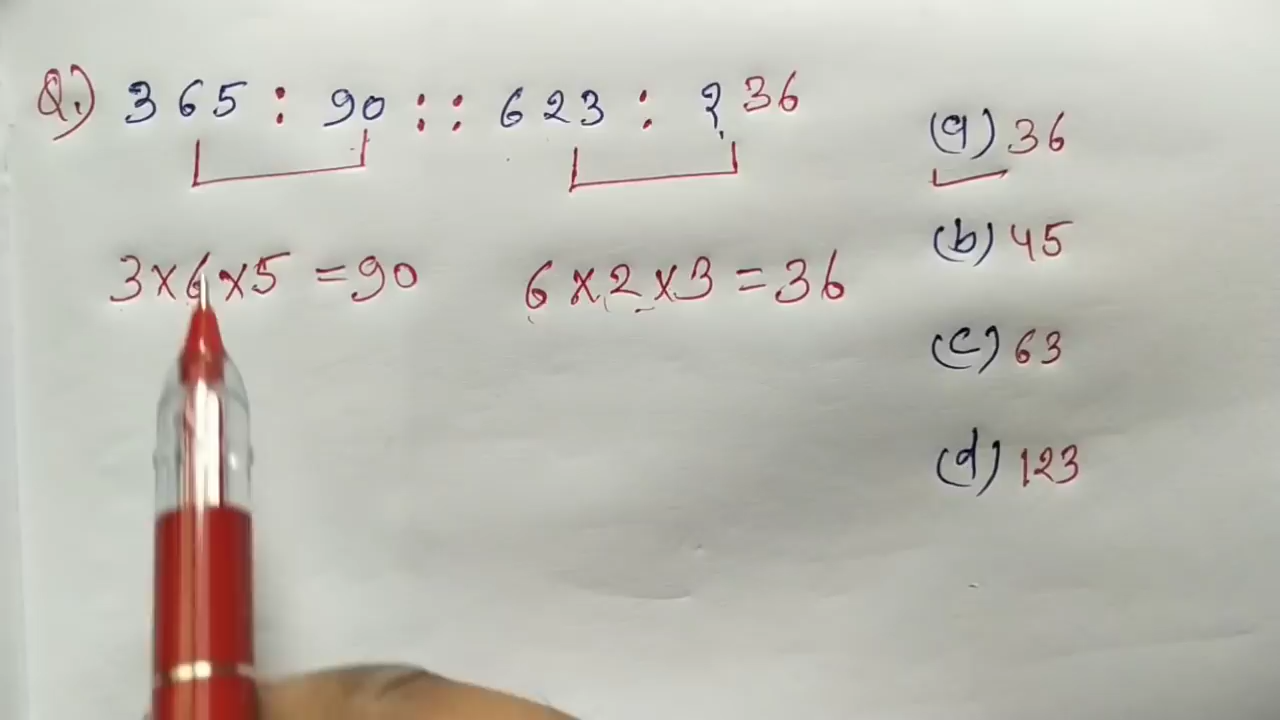 Q.) 365 : 90 :: 623 : ? 36
3×6×5 = 90 6×2×3 = 36
(a) 36
(b) 45
(c) 63
(d) 123